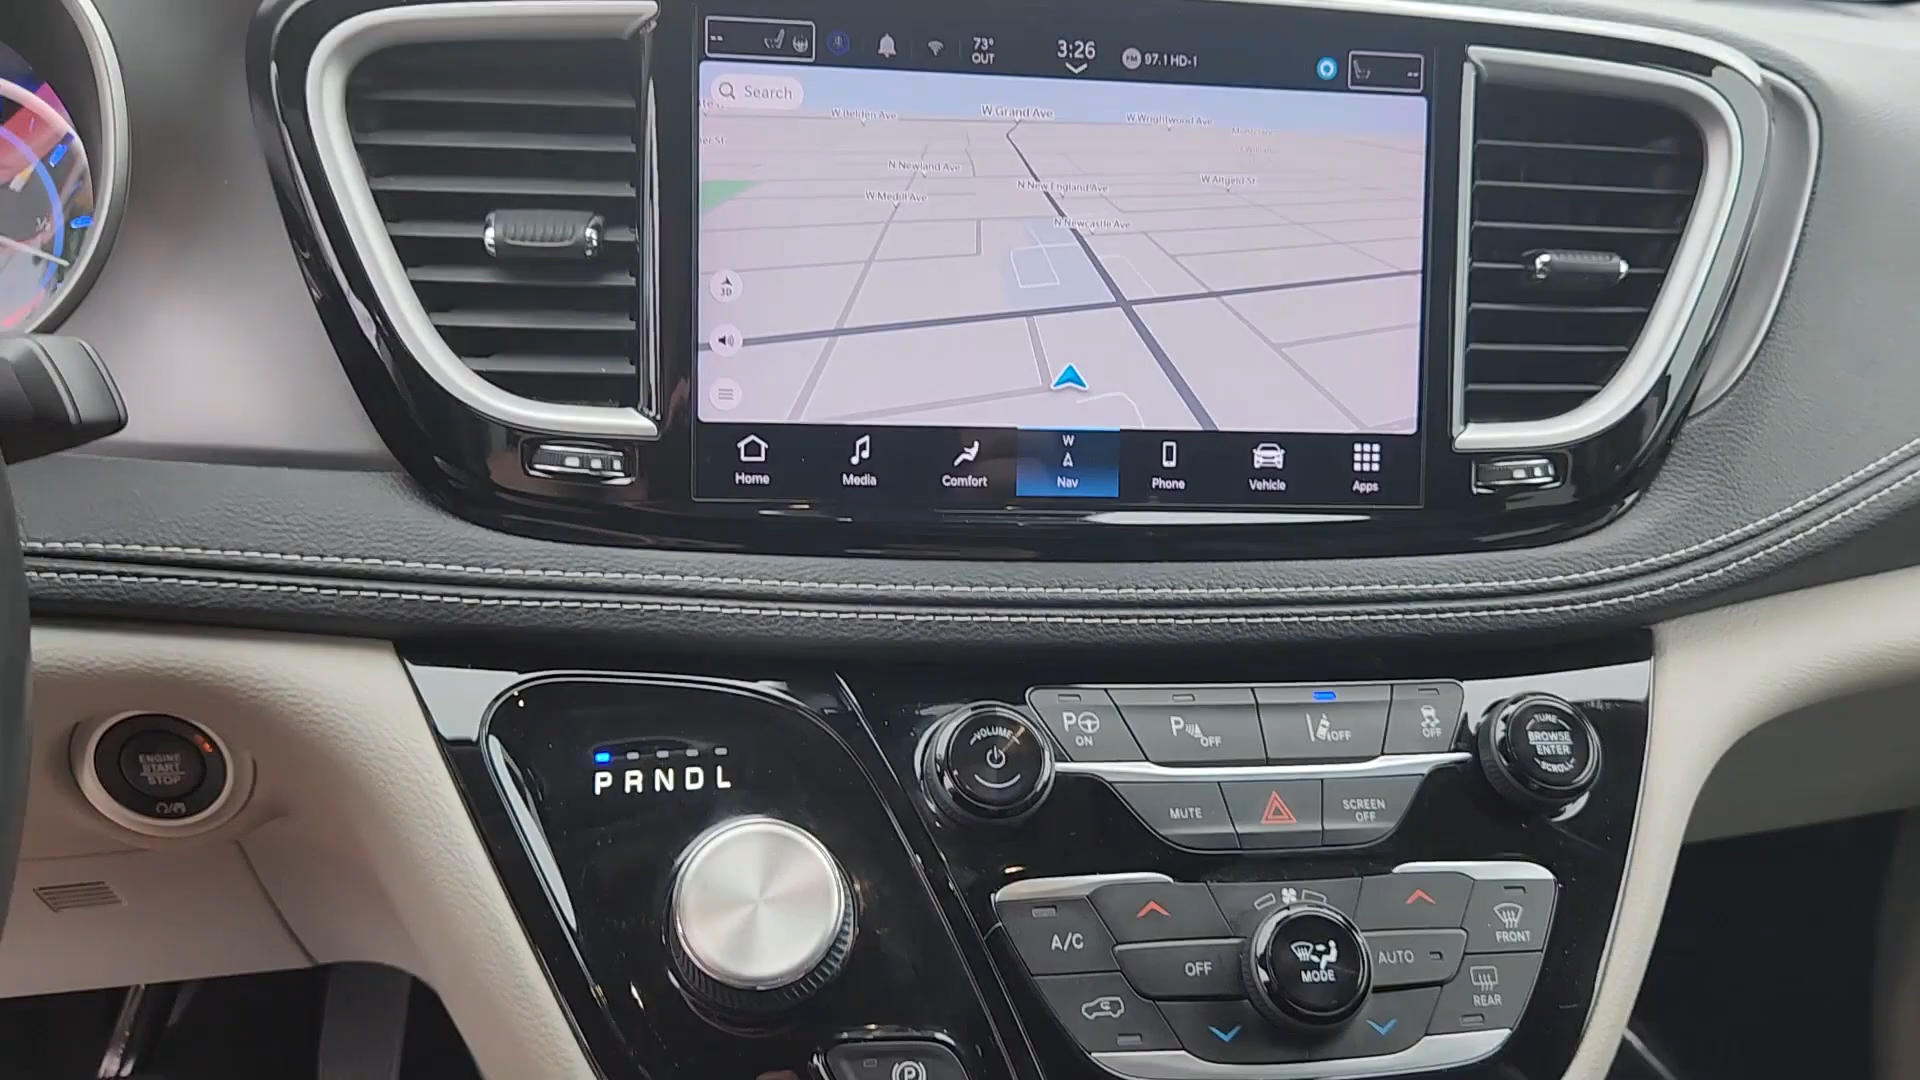 73°
OUT
3:26
FM
97.1 HD-1
Search
W Belden Ave
W Grand Ave
W Wrightwood Ave
N Newland Ave
N New England Ave
W Altgeld St
W Medill Ave
N Newcastle Ave
3D
W
Home
Media
Comfort
Nav
Phone
Vehicle
Apps
ENGINE
START
STOP
P R N D L
VOLUME
P
ON
P
OFF
OFF
OFF
TUNE
BROWSE
ENTER
SCROLL
MUTE
SCREEN
OFF
A/C
OFF
MODE
AUTO
FRONT
REAR
P